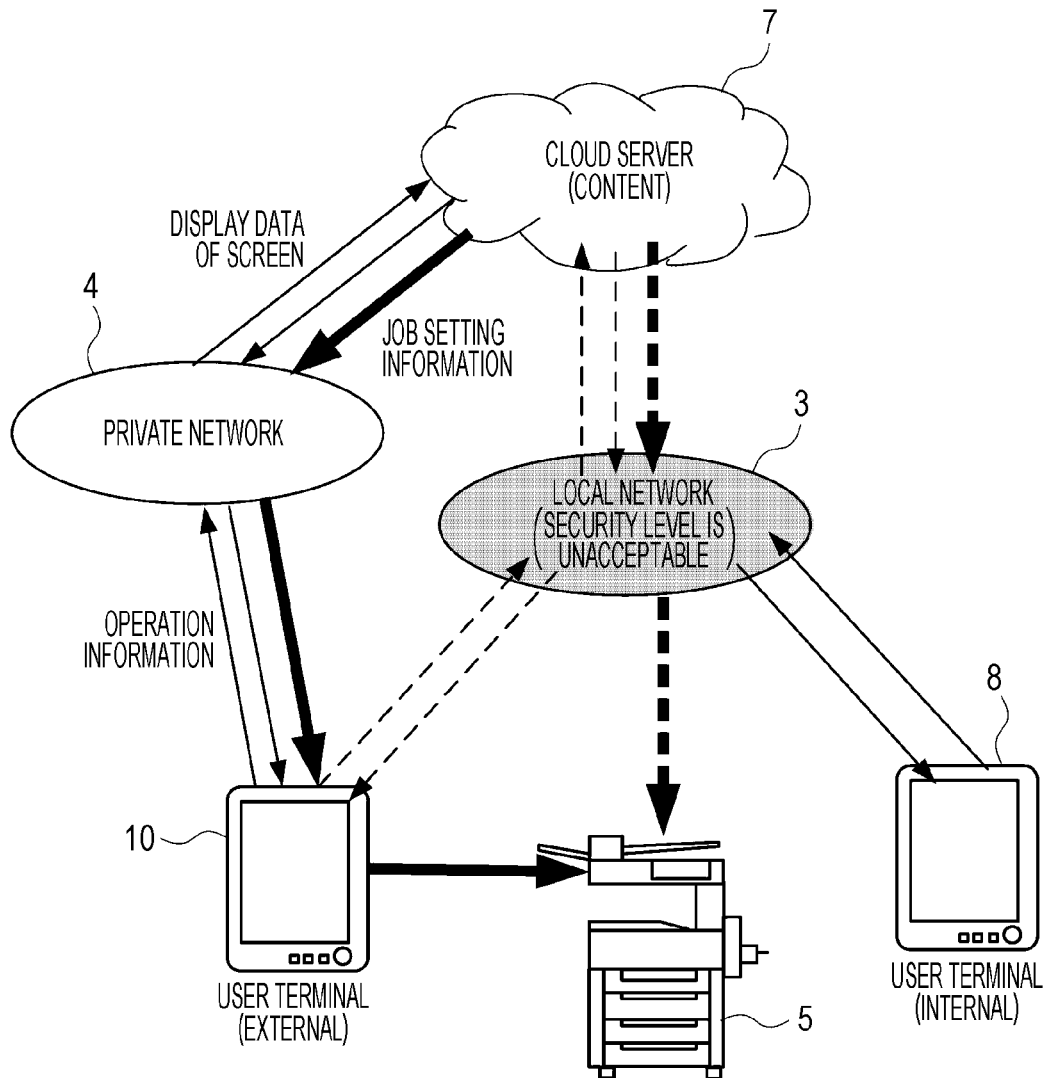 7
CLOUD SERVER
(CONTENT)
DISPLAY DATA
OF SCREEN
4
JOB SETTING
INFORMATION
PRIVATE NETWORK
3
LOCAL NETWORK
(SECURITY LEVEL IS
UNACCEPTABLE)
OPERATION
INFORMATION
8
10
USER TERMINAL
(EXTERNAL)
5
USER TERMINAL
(INTERNAL)